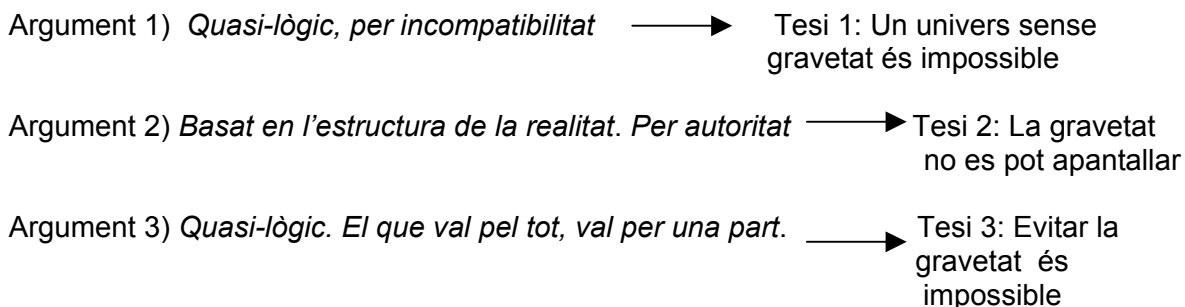 Argument 1) Quasi-lògic, per incompatibilitat Tesi 1: Un univers sense
gravetat és impossible
Argument 2) Basat en l’estructura de la realitat. Per autoritat Tesi 2: La gravetat
no es pot apantallar
Argument 3) Quasi-lògic. El que val pel tot, val per una part. Tesi 3: Evitar la
gravetat és
impossible